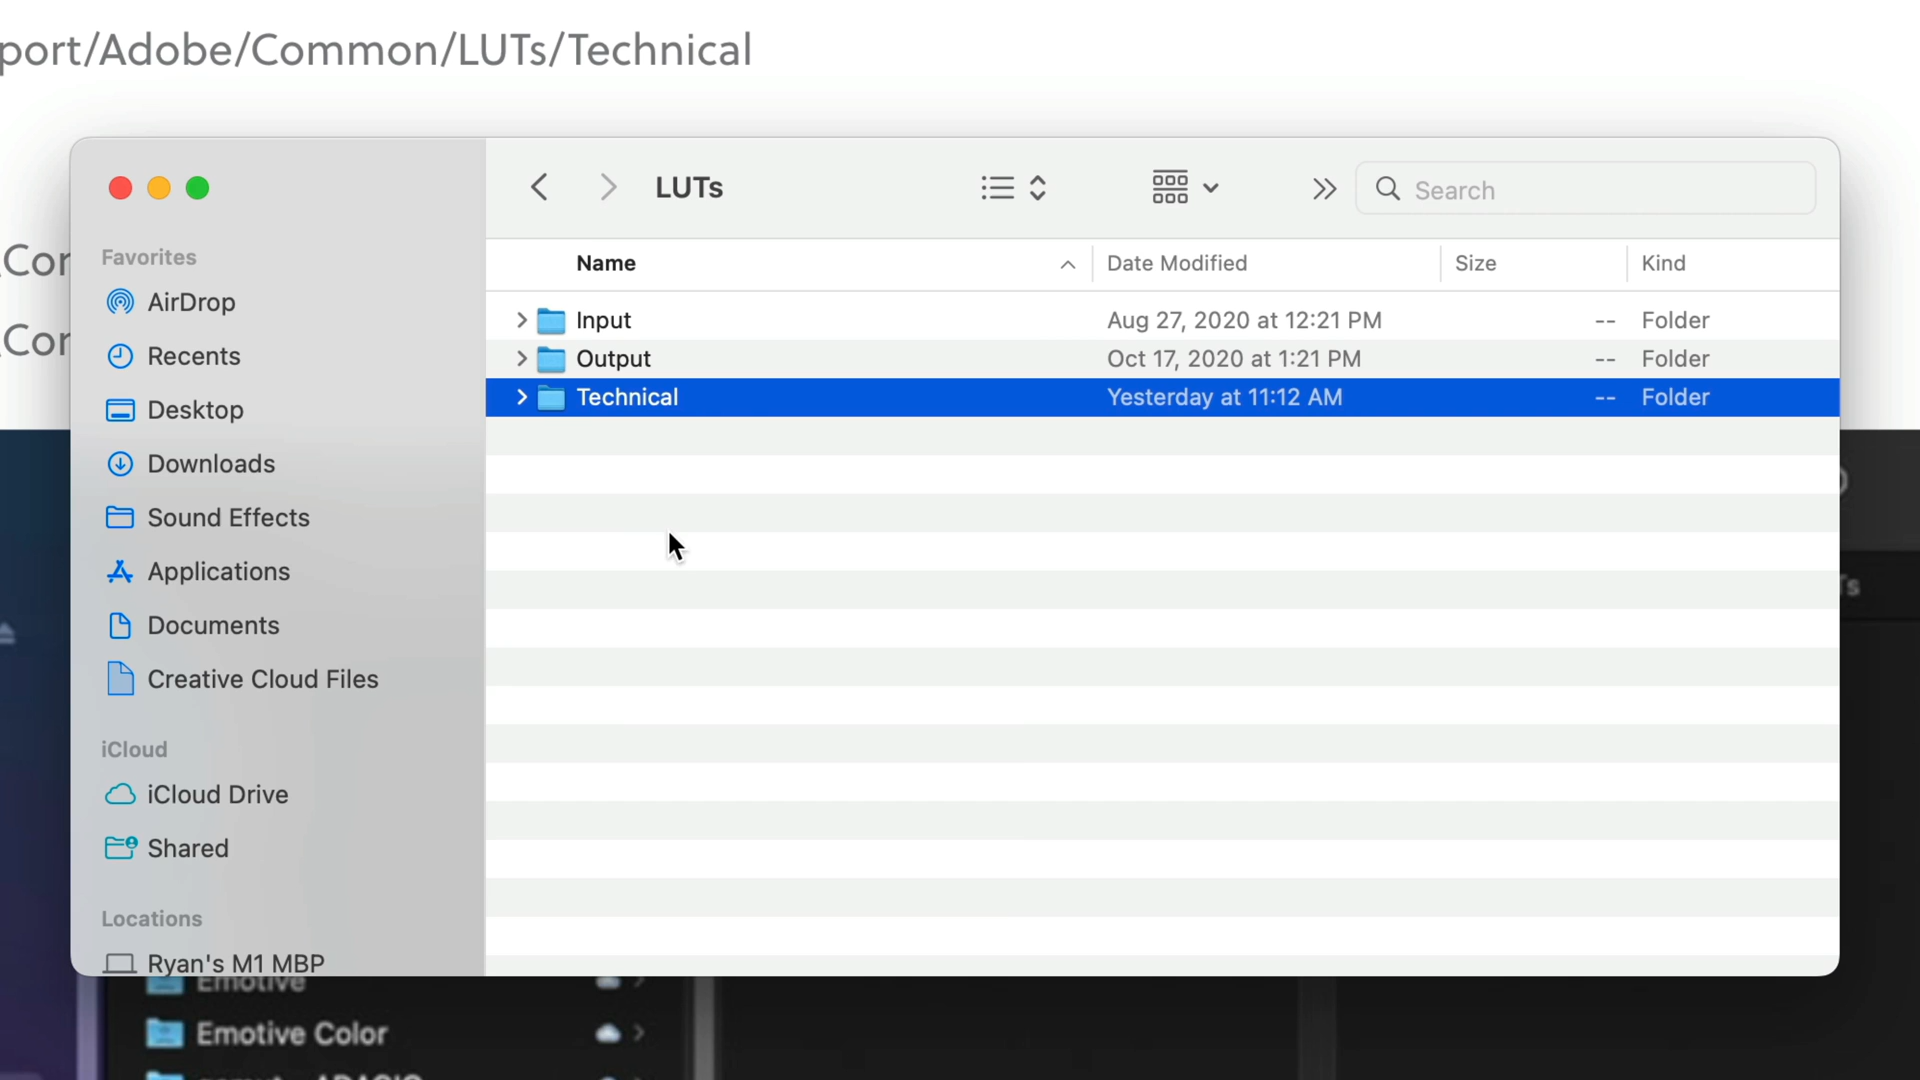 port/Adobe/Common/LUTs/Technical
LUTs
Search
Favorites
AirDrop
Recents
Desktop
Downloads
Sound Effects
Applications
Documents
Creative Cloud Files
iCloud
iCloud Drive
Shared
Locations
Ryan's M1 MBP
Name Date Modified Size Kind
Input Aug 27, 2020 at 12:21 PM -- Folder
Output Oct 17, 2020 at 1:21 PM -- Folder
Technical Yesterday at 11:12 AM -- Folder
\Cor
\Cor
Ts
Emotive
Emotive Color